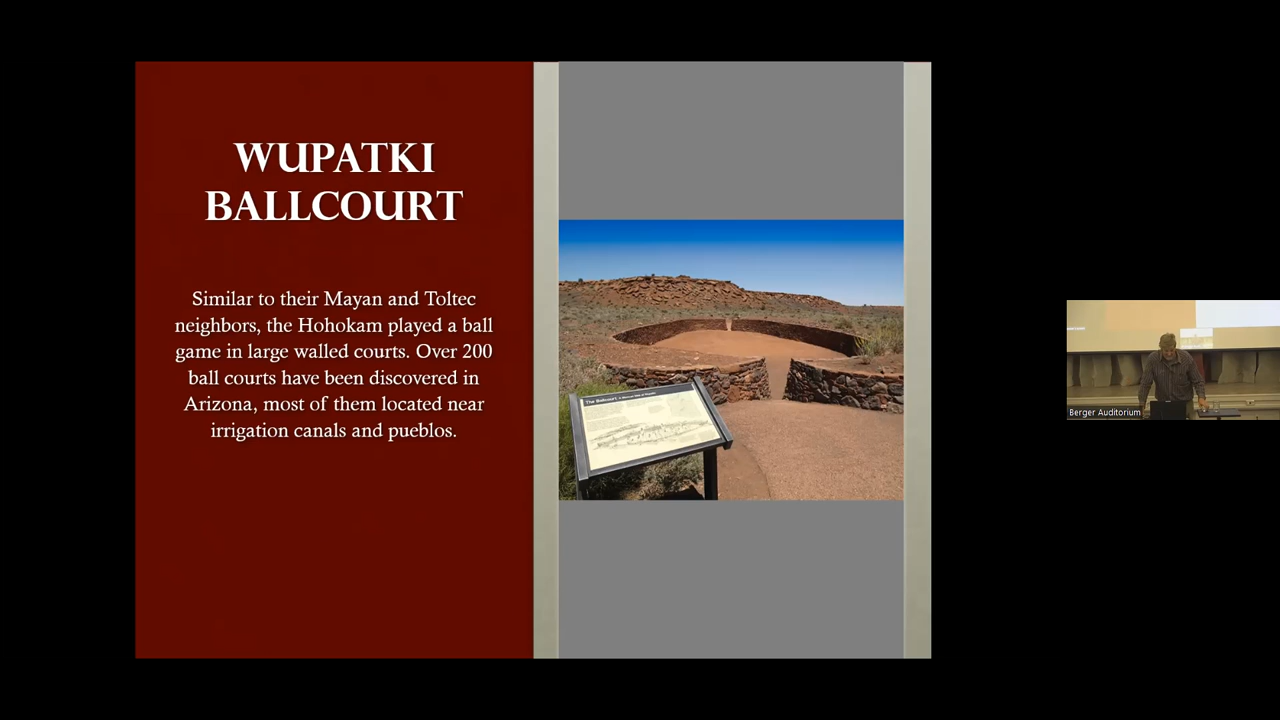 WUPATKI
BALLCOURT
Similar to their Mayan and Toltec
neighbors, the Hohokam played a ball
game in large walled courts. Over 200
ball courts have been discovered in
Arizona, most of them located near
irrigation canals and pueblos.
The Ballcourt
Berger Auditorium